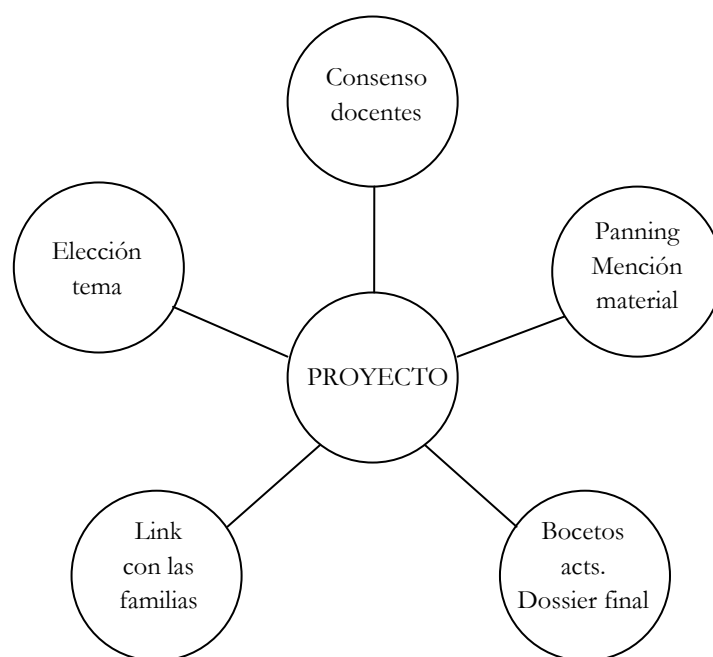 Consenso
docentes
Elección
tema
Panning
Mención
material
PROYECTO
Link
con las
familias
Bocetos
acts.
Dossier final